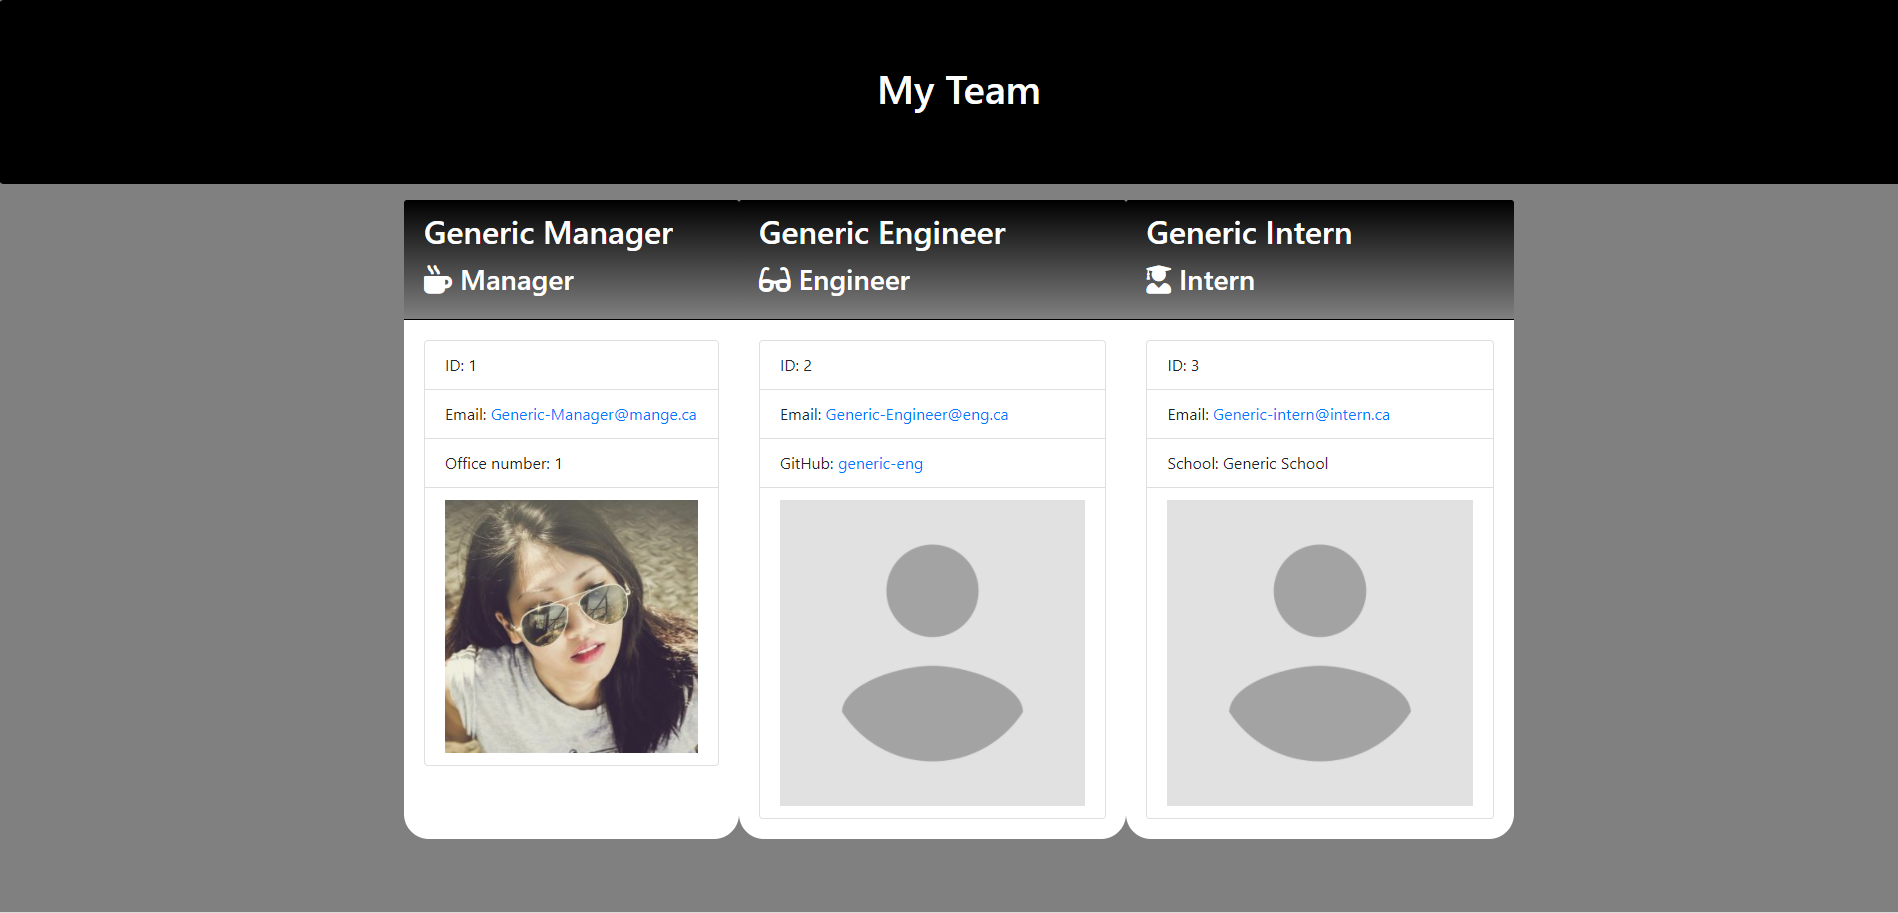 My Team
Generic Manager
Manager
ID: 1
Email: Generic-Manager@mange.ca
Office number: 1
Generic Engineer
Engineer
ID: 2
Email: Generic-Engineer@eng.ca
GitHub: generic-eng
Generic Intern
Intern
ID: 3
Email: Generic-intern@intern.ca
School: Generic School